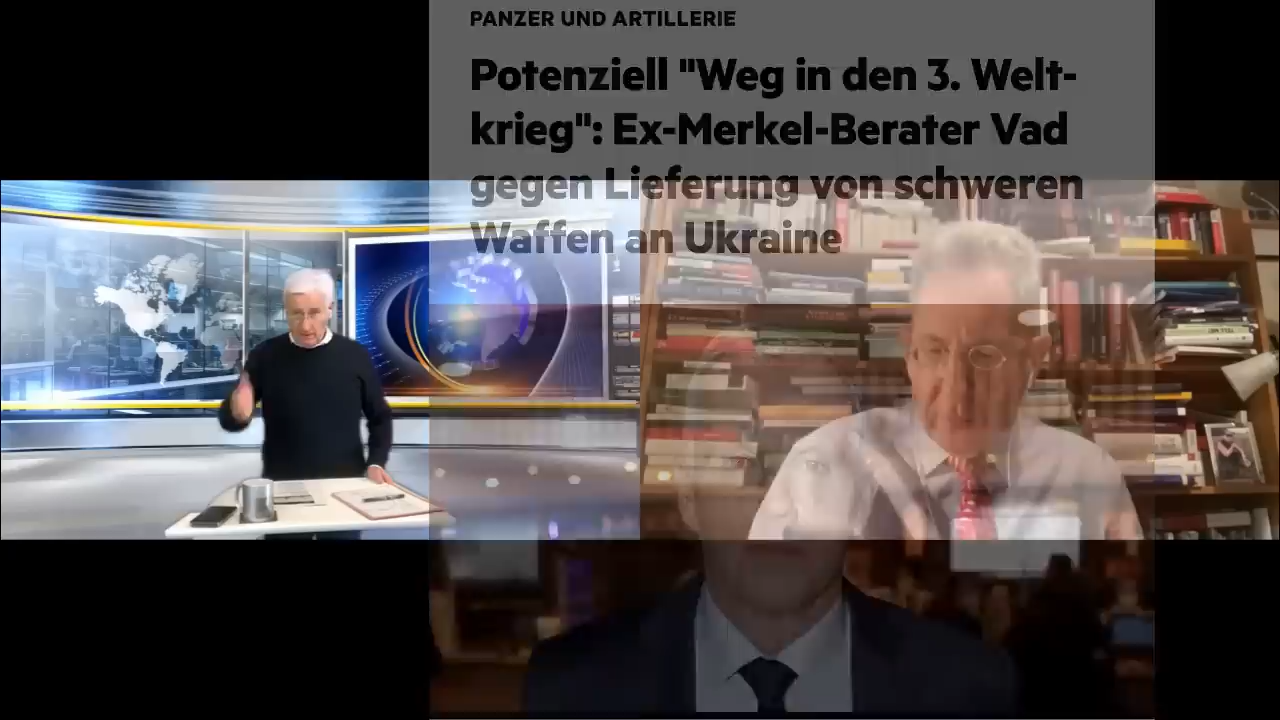 PANZER UND ARTILLERIE
Potenziell "Weg in den 3. Welt-
krieg": Ex-Merkel-Berater Vad
gegen Lieferung von schweren
Waffen an Ukraine